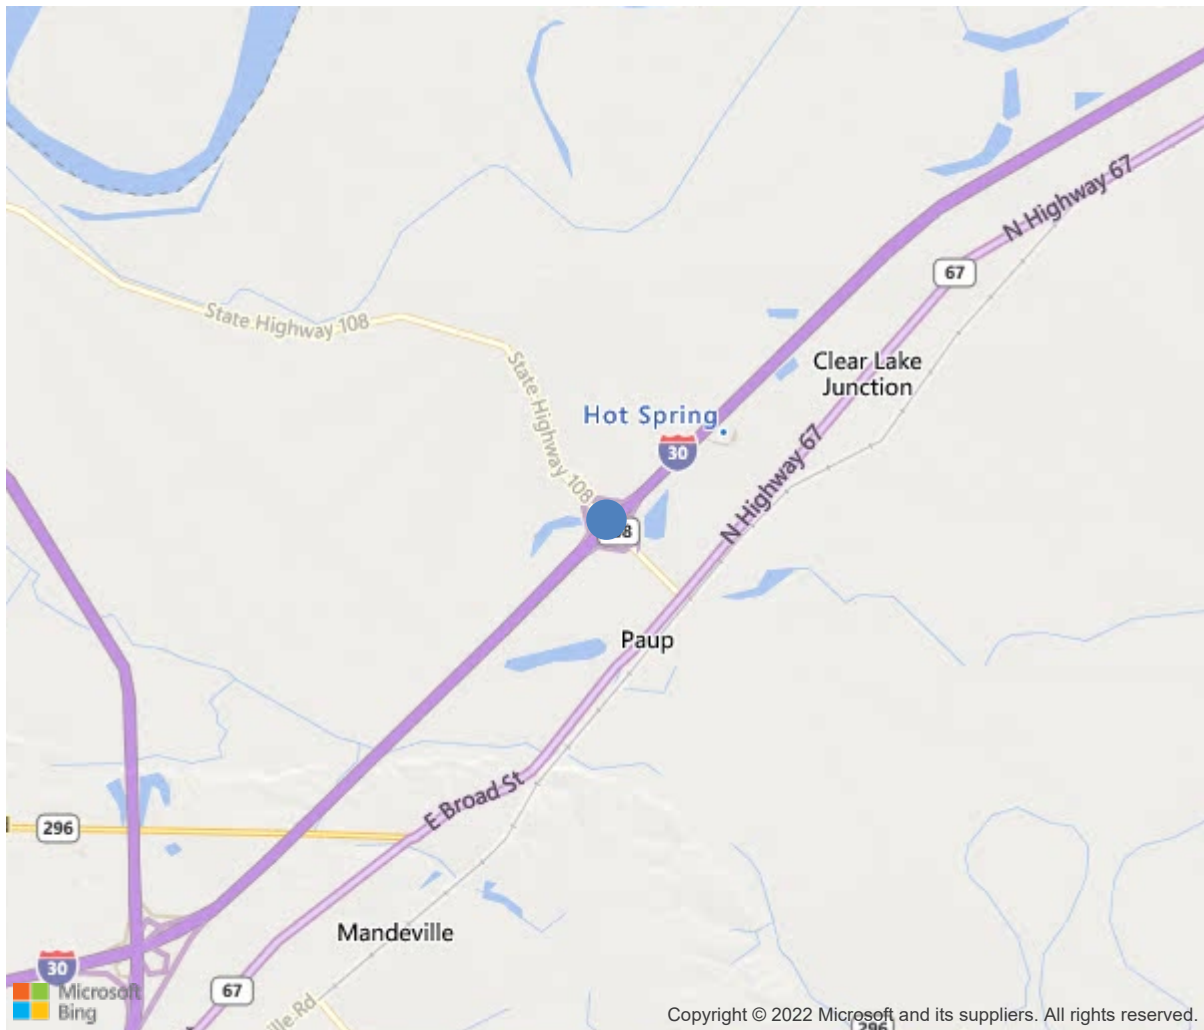 N Highway 67
67
State Highway 108
Clear Lake
Junction
State Highway 108
Hot Spring
30
N Highway 67
Paup
E Broad St
296
Mandeville
30
67
Microsoft
Bing
Copyright © 2022 Microsoft and its suppliers. All rights reserved.
296